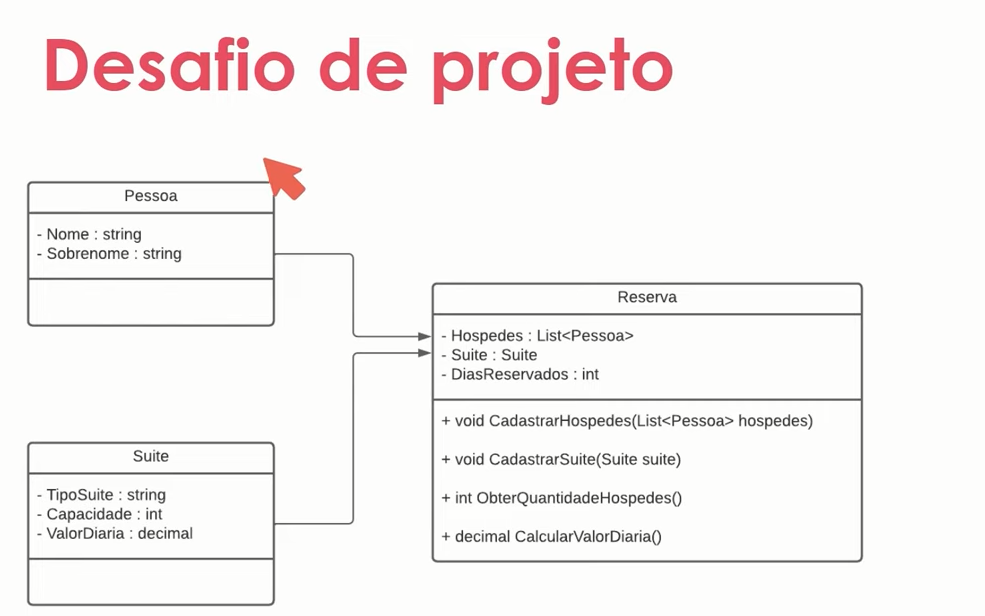 Desafio de projeto
Pessoa
- Nome : string
- Sobrenome : string
Suite
- TipoSuite : string
- Capacidade : int
- ValorDiaria : decimal
Reserva
- Hospedes : List<Pessoa>
- Suite : Suite
- DiasReservados : int
+ void CadastrarHospedes(List<Pessoa> hospedes)
+ void CadastrarSuite(Suite suite)
+ int ObterQuantidadeHospedes()
+ decimal CalcularValorDiaria()